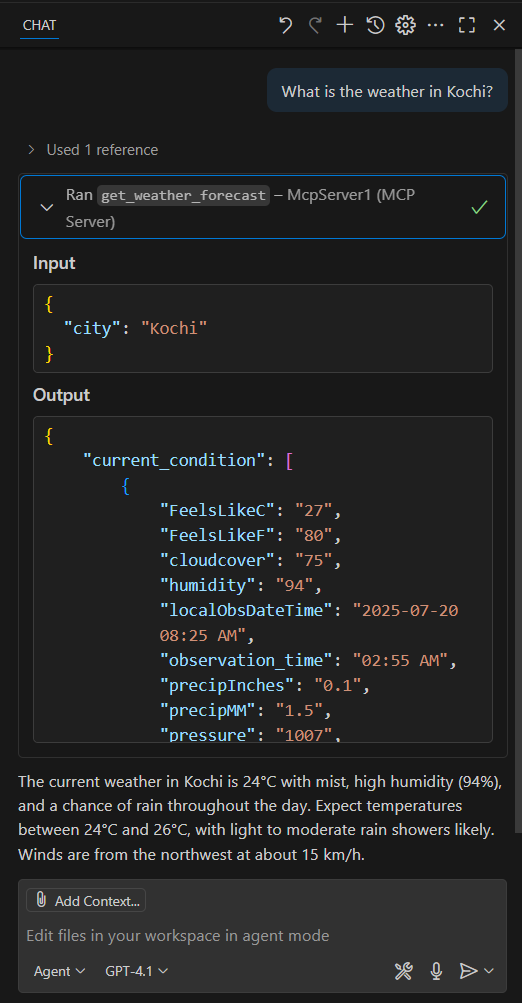 CHAT
What is the weather in Kochi?
Used 1 reference
Ran get_weather_forecast – McpServer1 (MCP
Server)
Input
{
"city": "Kochi"
}
Output
{
"current_condition": [
{
"FeelsLikeC": "27",
"FeelsLikeF": "80",
"cloudcover": "75",
"humidity": "94",
"localObsDateTime": "2025-07-20
08:25 AM",
"observation_time": "02:55 AM",
"precipInches": "0.1",
"precipMM": "1.5",
"pressure": "1007",
The current weather in Kochi is 24°C with mist, high humidity (94%),
and a chance of rain throughout the day. Expect temperatures
between 24°C and 26°C, with light to moderate rain showers likely.
Winds are from the northwest at about 15 km/h.
Add Context...
Edit files in your workspace in agent mode
Agent GPT-4.1